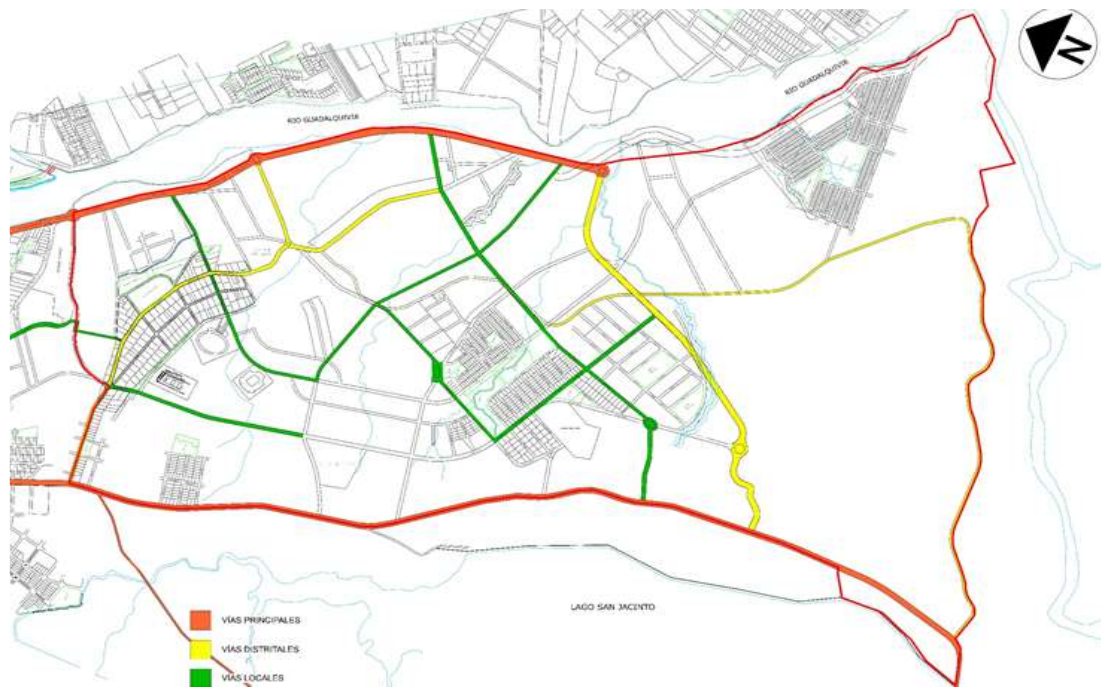 N
RIO GUADALQUIVIR
RIO GUADALQUIVIR
LAGO SAN JACINTO
VÍAS PRINCIPALES
VÍAS DISTRITALES
VÍAS LOCALES